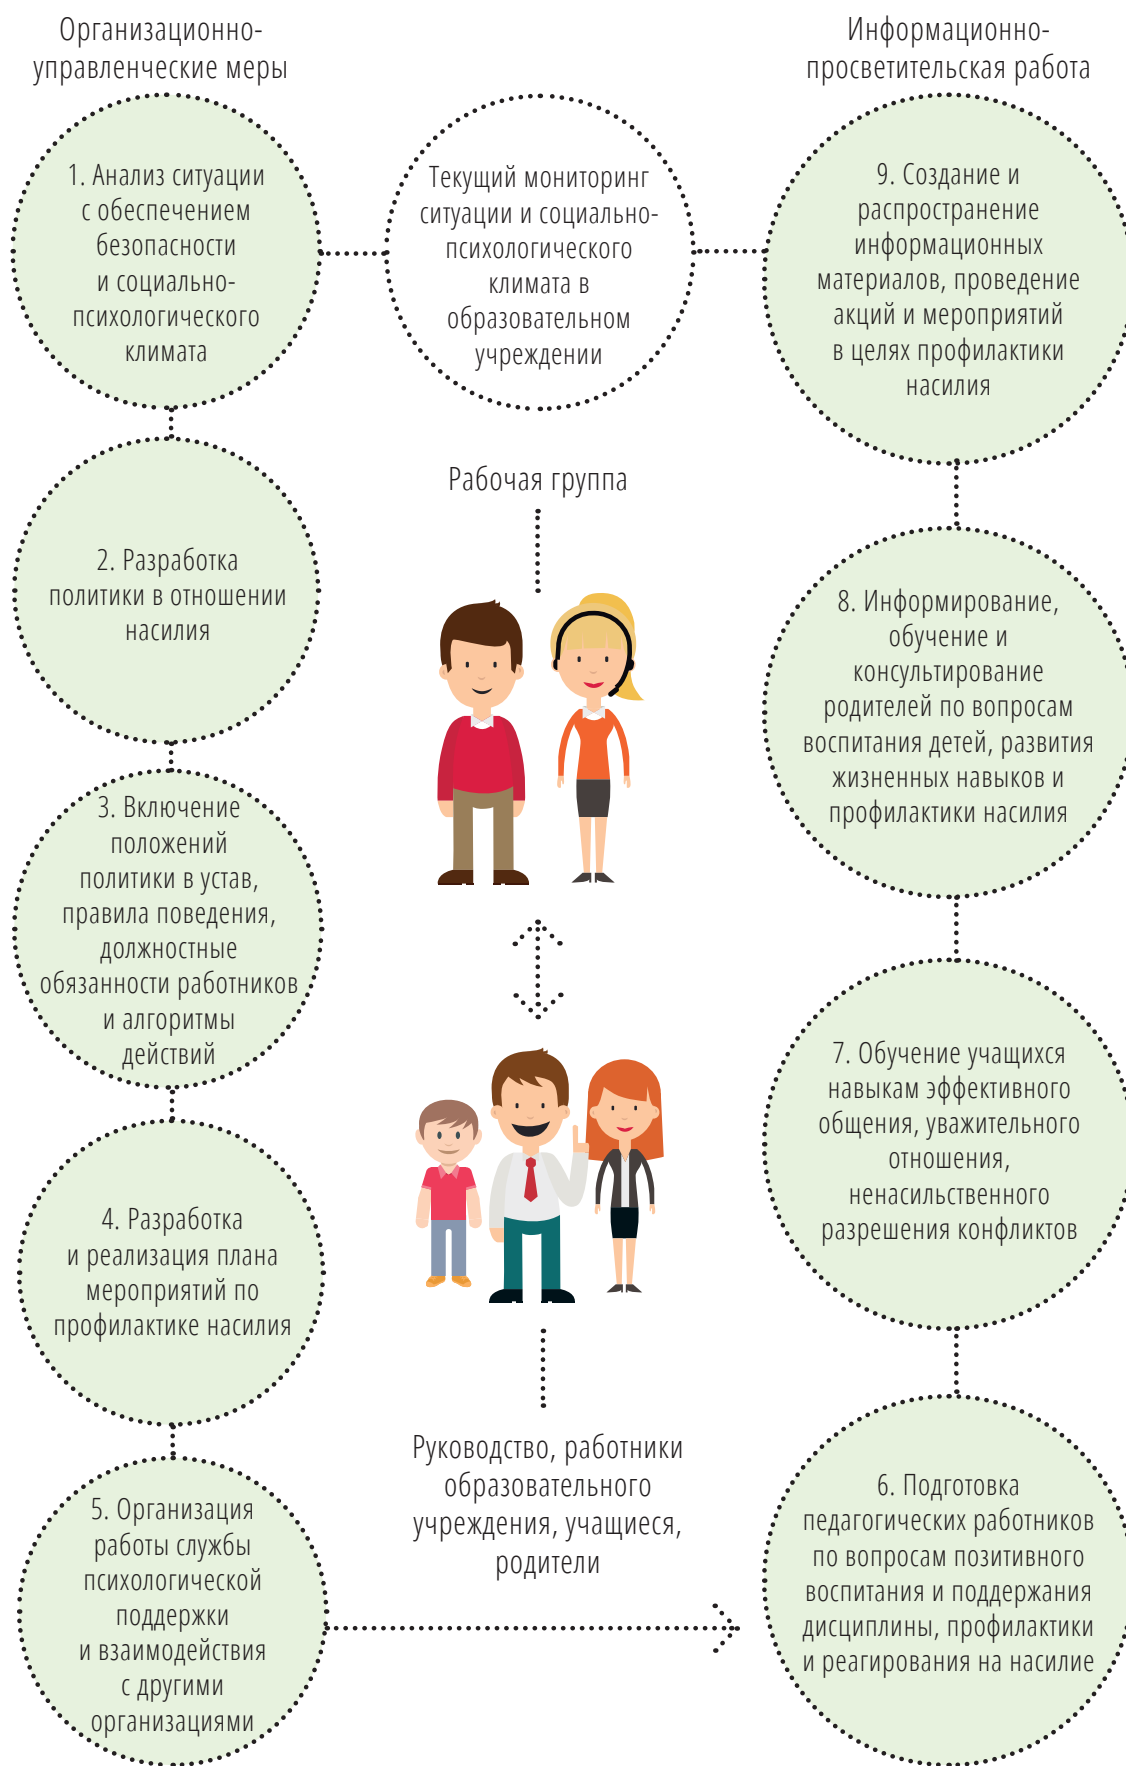 Организационно-
управленческие меры
1. Анализ ситуации
с обеспечением
безопасности
и социально-
психологического
климата
2. Разработка
политики в отношении
насилия
3. Включение
положений
политики в устав,
правила поведения,
должностные
обязанности работников
и алгоритмы
действий
4. Разработка
и реализация плана
мероприятий по
профилактике насилия
5. Организация
работы службы
психологической
поддержки
и взаимодействия
с другими
организациями
Текущий мониторинг
ситуации и социально-
психологического
климата в
образовательном
учреждении
Рабочая группа
Руководство, работники
образовательного
учреждения, учащиеся,
родители
Информационно-
просветительская работа
9. Создание и
распространение
информационных
материалов, проведение
акций и мероприятий
в целях профилактики
насилия
8. Информирование,
обучение и
консультирование
родителей по вопросам
воспитания детей, развития
жизненных навыков и
профилактики насилия
7. Обучение учащихся
навыкам эффективного
общения, уважительного
отношения,
ненасильственного
разрешения конфликтов
6. Подготовка
педагогических работников
по вопросам позитивного
воспитания и поддержания
дисциплины, профилактики
и реагирования на насилие